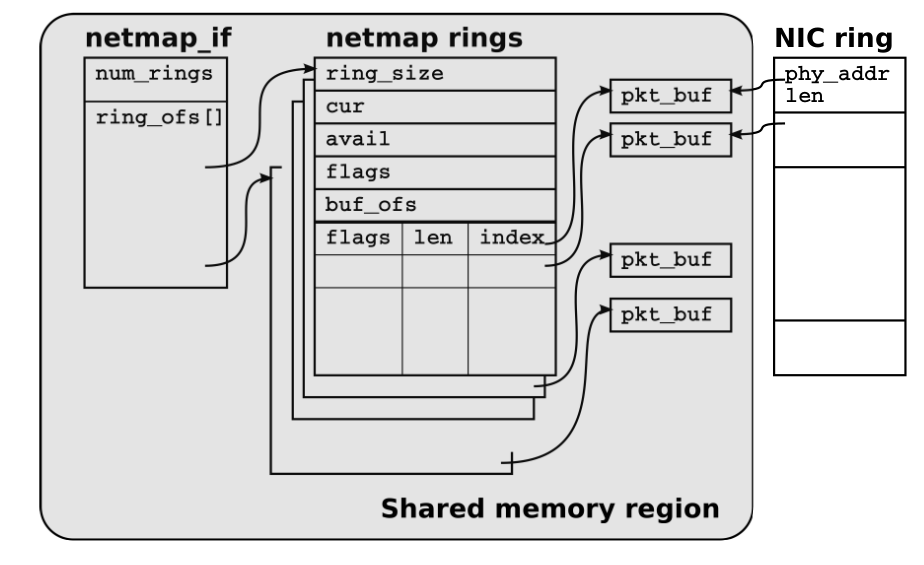 netmap_if
num_rings
ring_ofs[]
netmap rings
ring_size
cur
avail
flags
buf_ofs
flags len index
pkt_buf
pkt_buf
pkt_buf
pkt_buf
NIC ring
phy_addr
len
Shared memory region